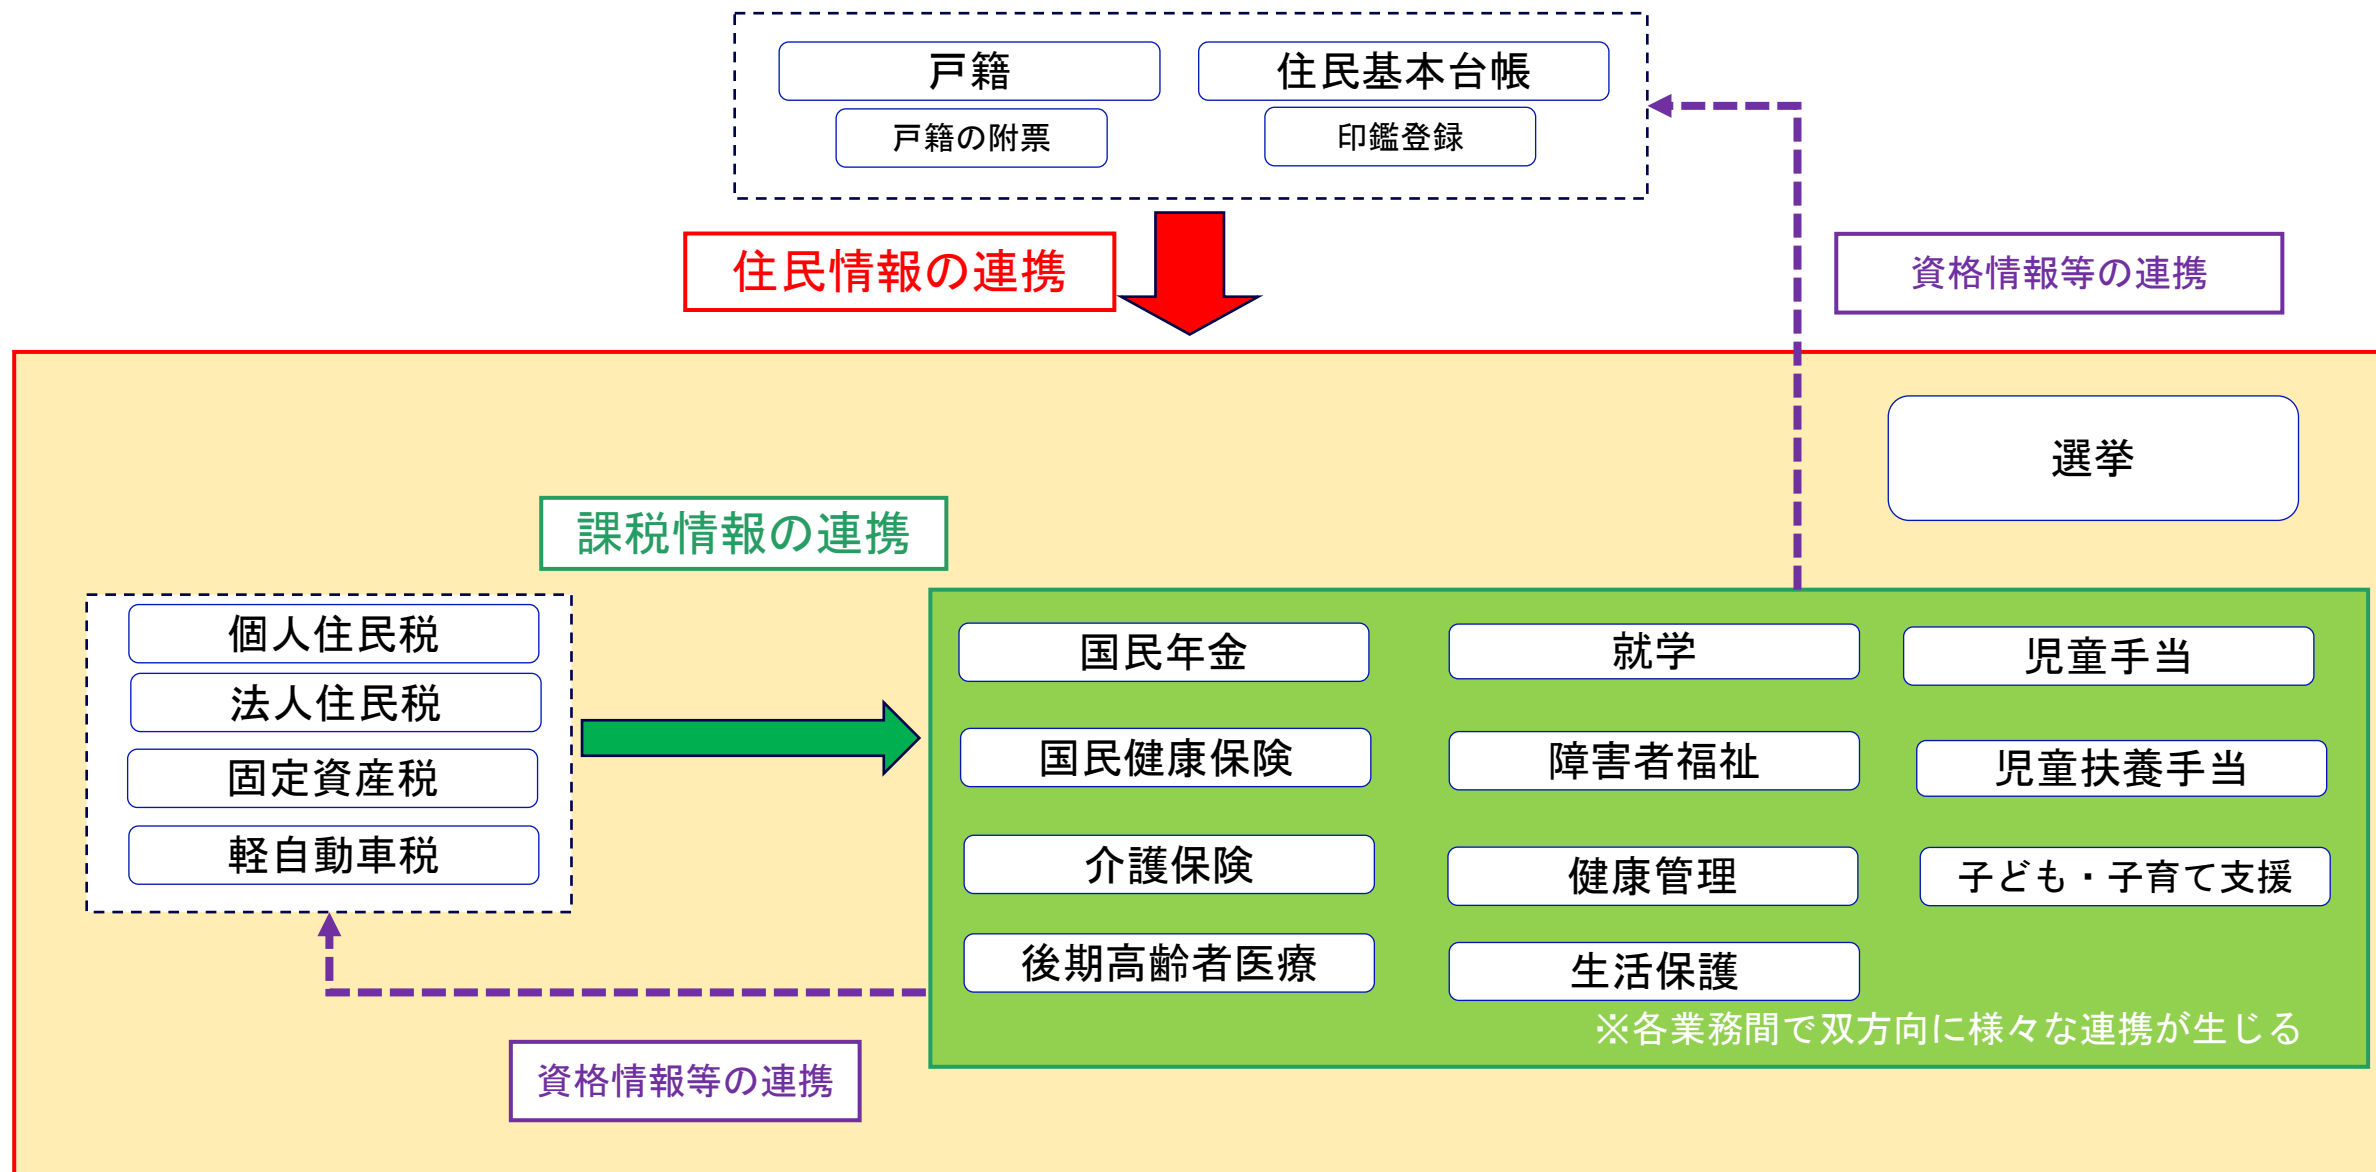 戸籍
住民基本台帳
戸籍の附票
印鑑登録
住民情報の連携
資格情報等の連携
選挙
課税情報の連携
個人住民税
法人住民税
固定資産税
軽自動車税
国民年金
就学
児童手当
国民健康保険
障害者福祉
児童扶養手当
介護保険
健康管理
子ども・子育て支援
後期高齢者医療
生活保護
※各業務間で双方向に様々な連携が生じる
資格情報等の連携